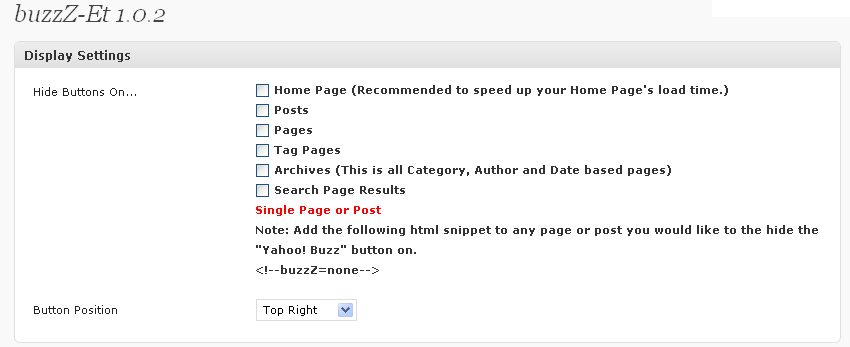 buzzZ-Et 1.0.2
Display Settings
Hide Buttons On...
Home Page (Recommended to speed up your Home Page's load time.)
Posts
Pages
Tag Pages
Archives (This is all Category, Author and Date based pages)
Search Page Results
Single Page or Post
Note: Add the following html snippet to any page or post you would like to the hide the
"Yahoo! Buzz" button on.
<!--buzzZ=none-->
Button Position
Top Right